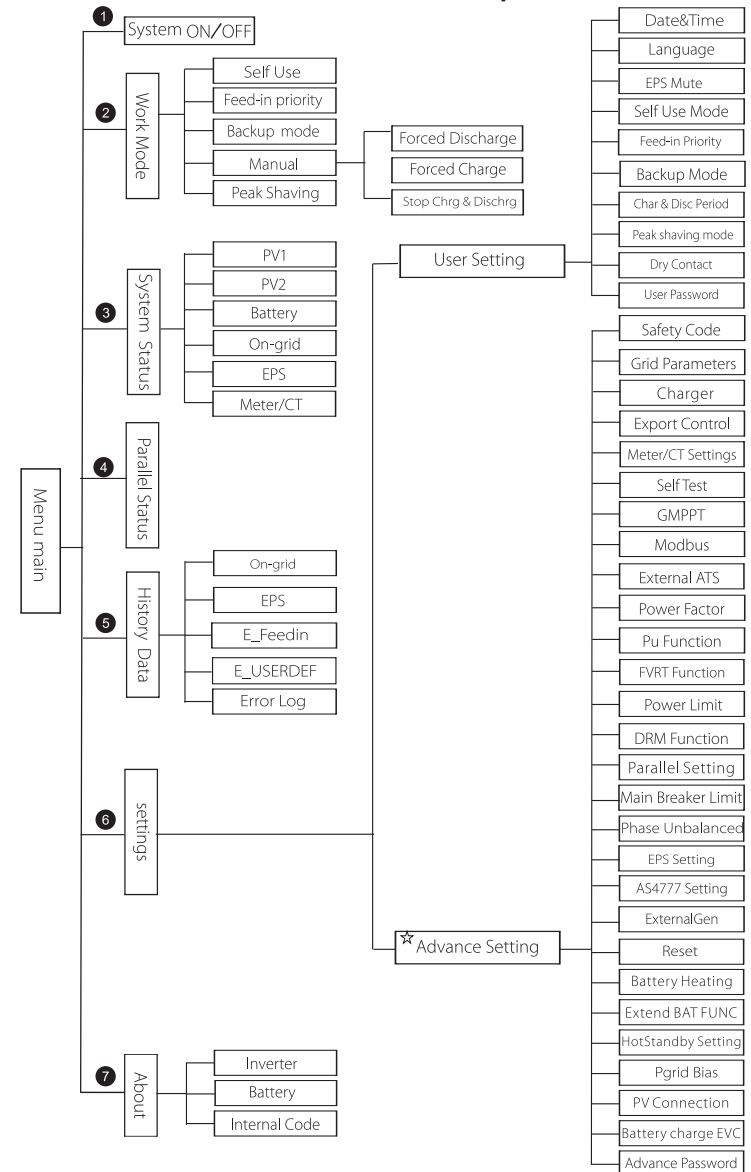 Menu main
1
System ON/OFF
2
Work Mode
Self Use
Feed-in priority
Backup mode
Manual
Peak Shaving
Forced Discharge
Forced Charge
Stop Chrg & Dischrg
3
System Status
PV1
PV2
Battery
On-grid
EPS
Meter/CT
4
Parallel Status
5
History Data
On-grid
EPS
E_Feedin
E_USERDEF
Error Log
6
settings
User Setting
Date&Time
Language
EPS Mute
Self Use Mode
Feed-in Priority
Backup Mode
Char & Disc Period
Peak shaving mode
Dry Contact
User Password
☆Advance Setting
Safety Code
Grid Parameters
Charger
Export Control
Meter/CT Settings
Self Test
GMPPT
Modbus
External ATS
Power Factor
Pu Function
FVRT Function
Power Limit
DRM Function
Parallel Setting
Main Breaker Limit
Phase Unbalanced
EPS Setting
AS4777 Setting
ExternalGen
Reset
Battery Heating
Extend BAT FUNC
HotStandby Setting
Pgrid Bias
PV Connection
Battery charge EVC
Advance Password
7
About
Inverter
Battery
Internal Code